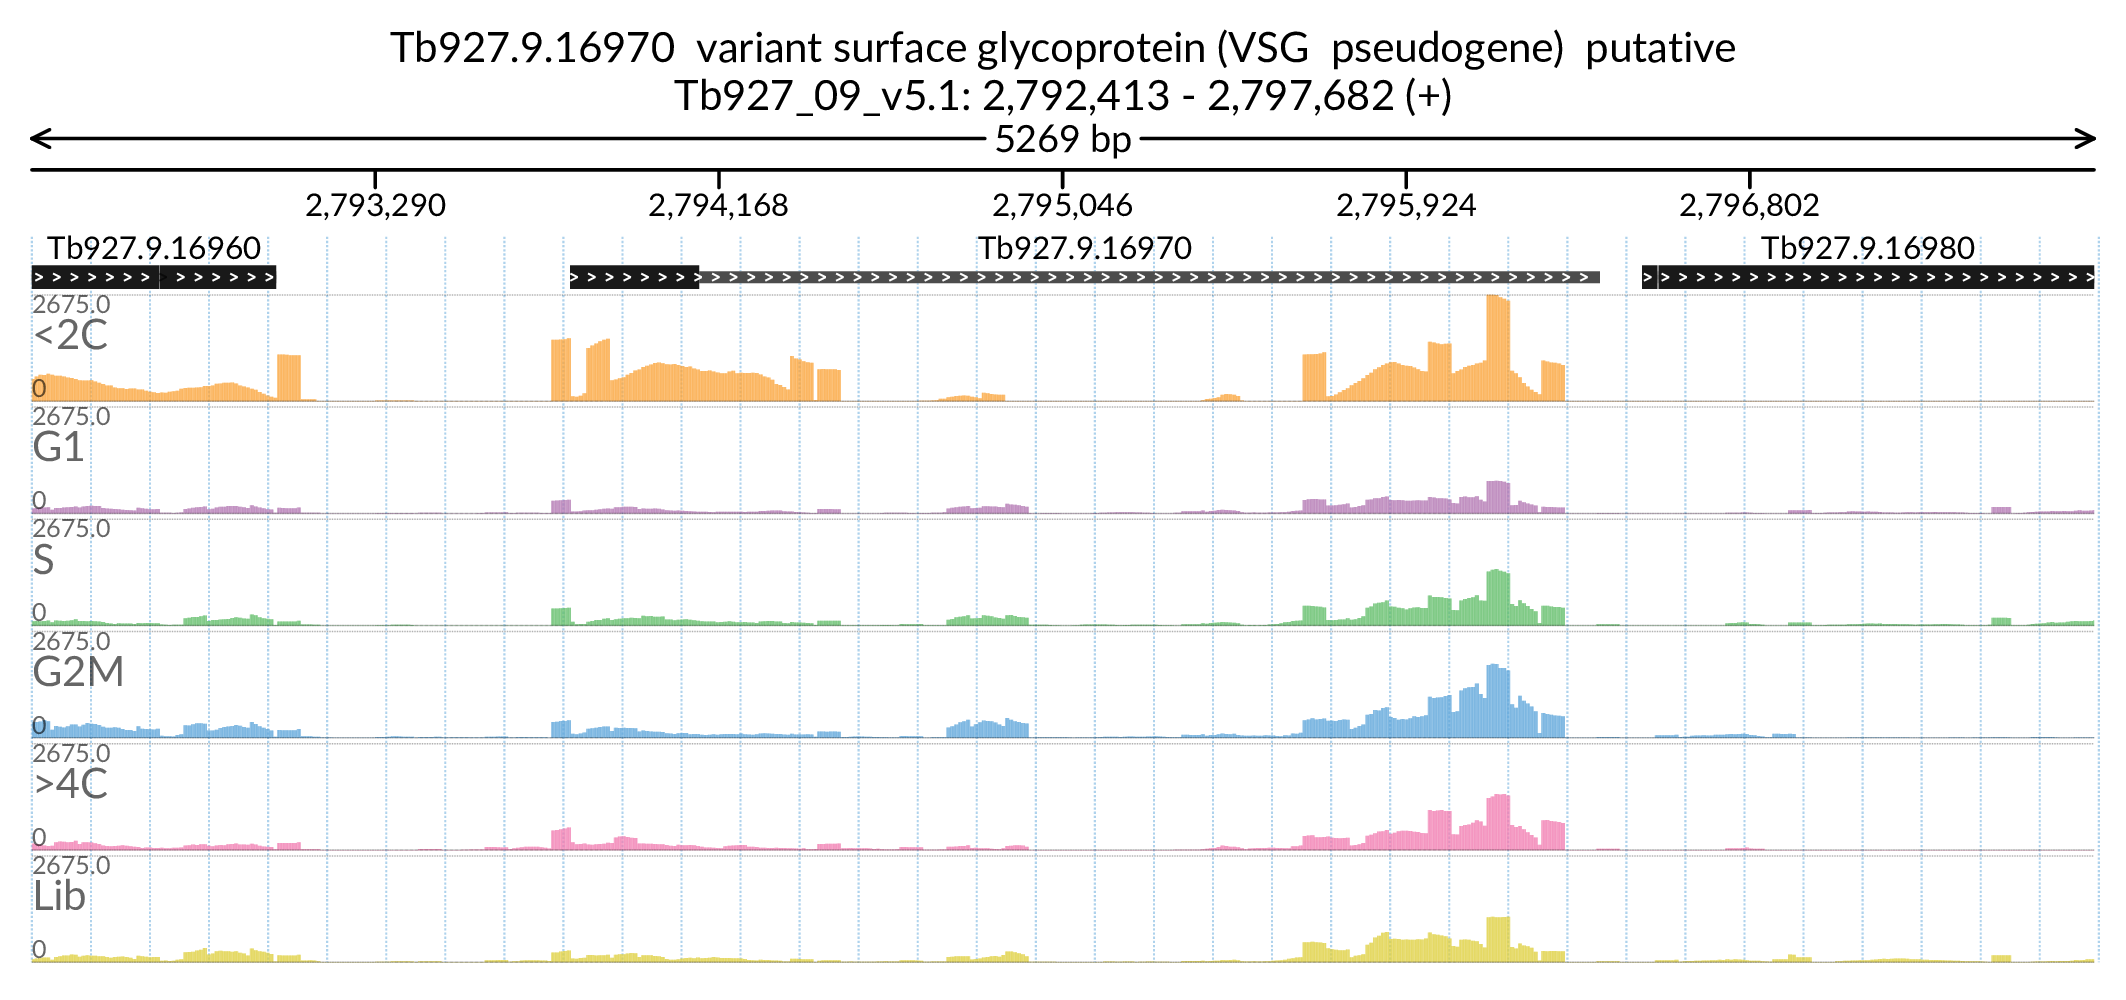 Tb927.9.16970  variant surface glycoprotein (VSG  pseudogene)  putative
Tb927_09_v5.1: 2,792,413 - 2,797,682 (+)
5269 bp
2,793,290 2,794,168 2,795,046 2,795,924 2,796,802
Tb927.9.16960 Tb927.9.16970 Tb927.9.16980
2675.0
<2C
0
2675.0
G1
0
2675.0
S
0
2675.0
G2M
0
2675.0
>4C
0
2675.0
Lib
0